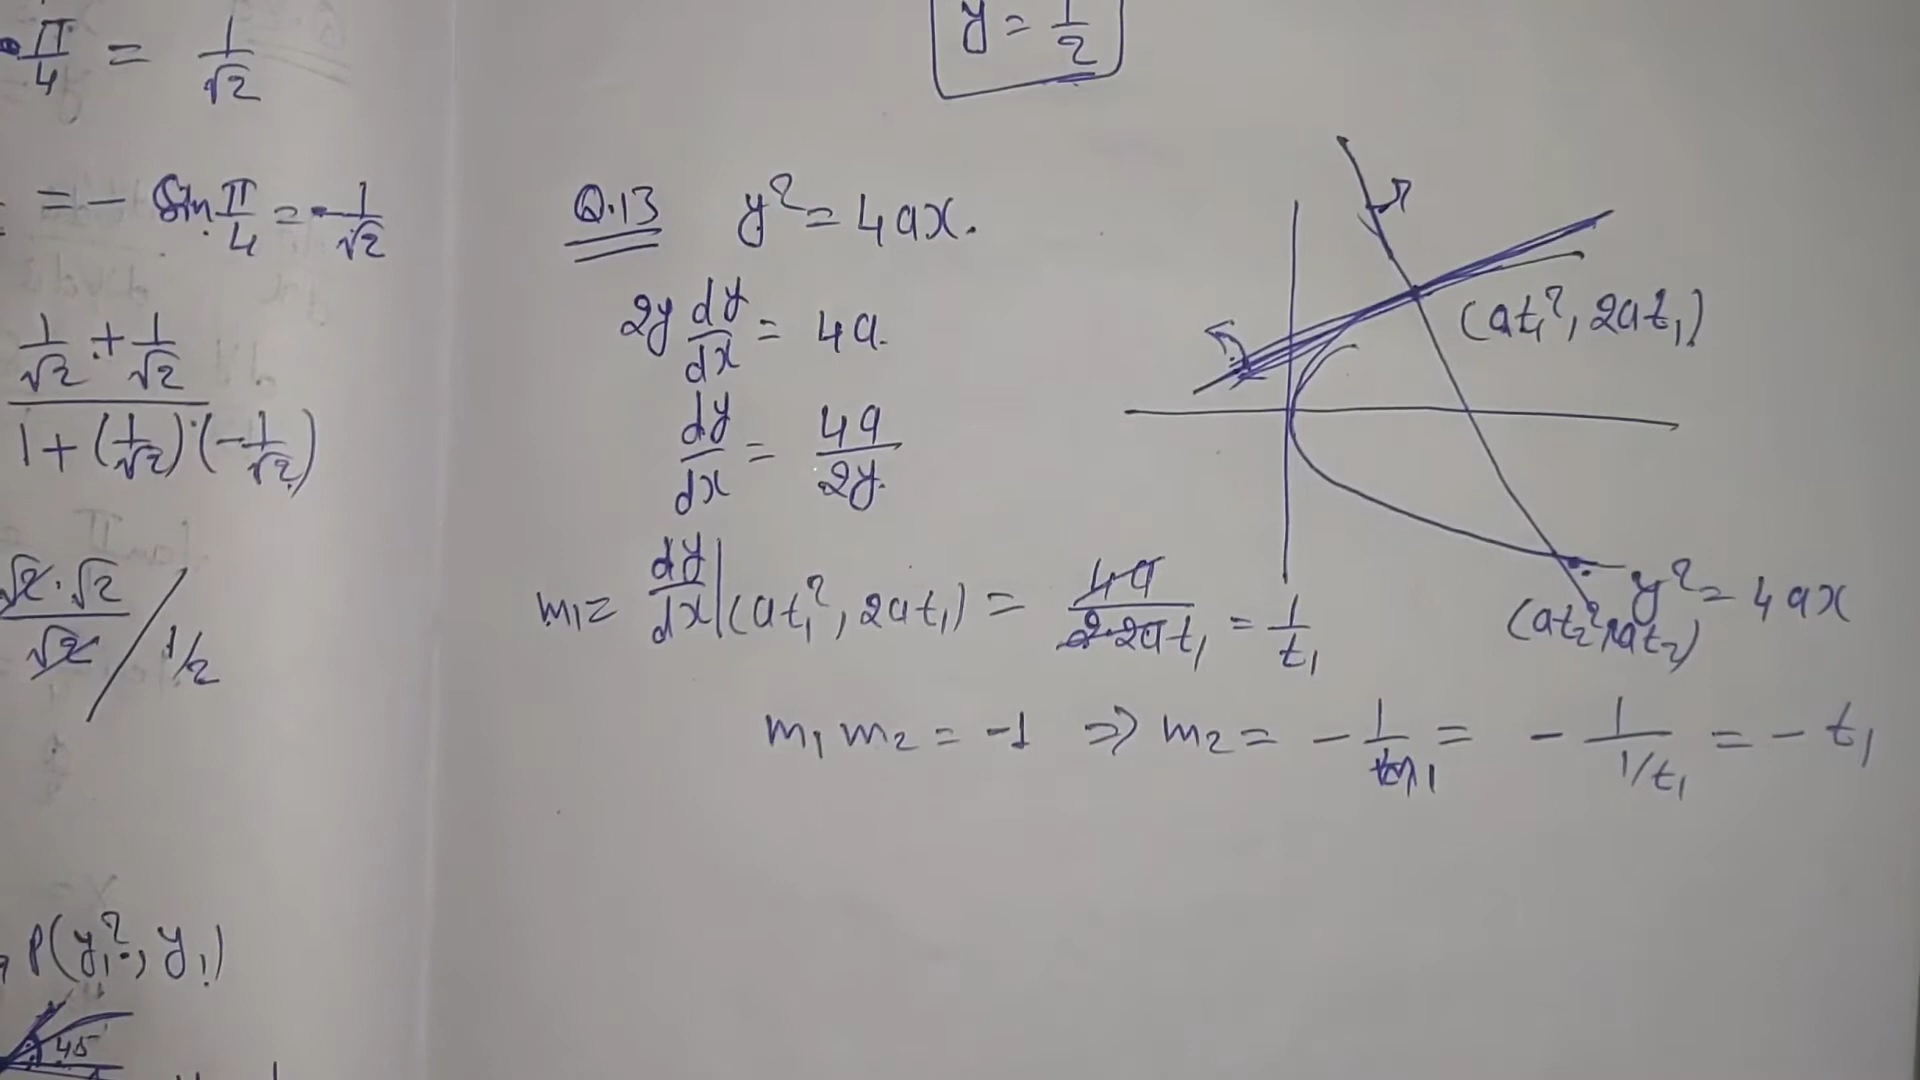 π/4 = 1/√2
= - Sin π/4 = - 1/√2
1/√2 + 1/√2
1 + (1/√2) (-1/√2)
√2 . √2
√2 / 1/2
P(y₁², y₁)
45
y = 1/2
Q.13 y² = 4ax.
2y dy/dx = 4a.
dy/dx = 4a/2y.
m₁ = dy/dx|(at₁², 2at₁) = 4a/2.2at₁ = 1/t₁
m₁ m₂ = -1 ⇒ m₂ = - 1/m₁ = - 1/1/t₁ = - t₁
(at₁², 2at₁)
y² = 4ax
(at₂², 2at₂)